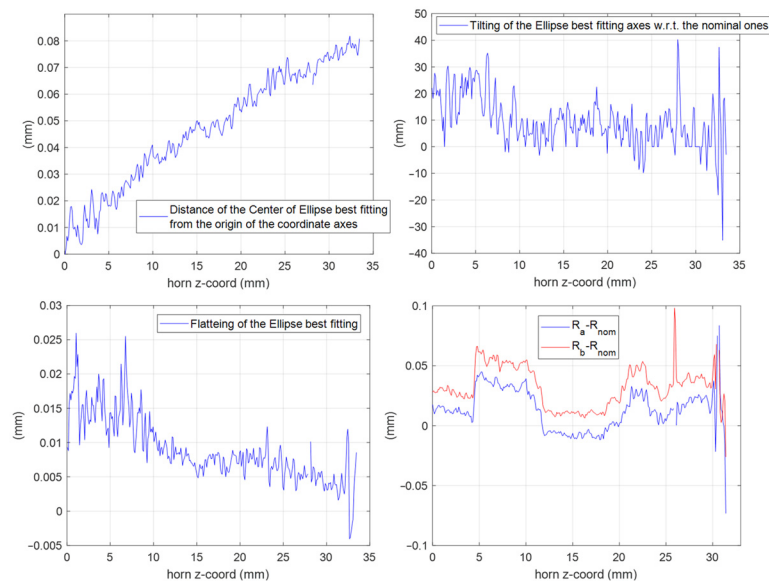 0.08
0.07
0.06
0.05
0.04
0.03
0.02
0.01
0
(mm)
Distance of the Center of Ellipse best fitting
from the origin of the coordinate axes
0 5 10 15 20 25 30 35
horn z-coord (mm)
Tilting of the Ellipse best fitting axes w.r.t. the nominal ones
50
40
30
20
10
0
−10
−20
−30
−40
(mm)
0 5 10 15 20 25 30 35
horn z-coord (mm)
Flatteing of the Ellipse best fitting
0.03
0.025
0.02
0.015
0.01
0.005
0
−0.005
(mm)
0 5 10 15 20 25 30 35
horn z-coord (mm)
R_a-R_nom
R_b-R_nom
0.1
0.05
0
−0.05
−0.1
(mm)
0 5 10 15 20 25 30
horn z-coord (mm)